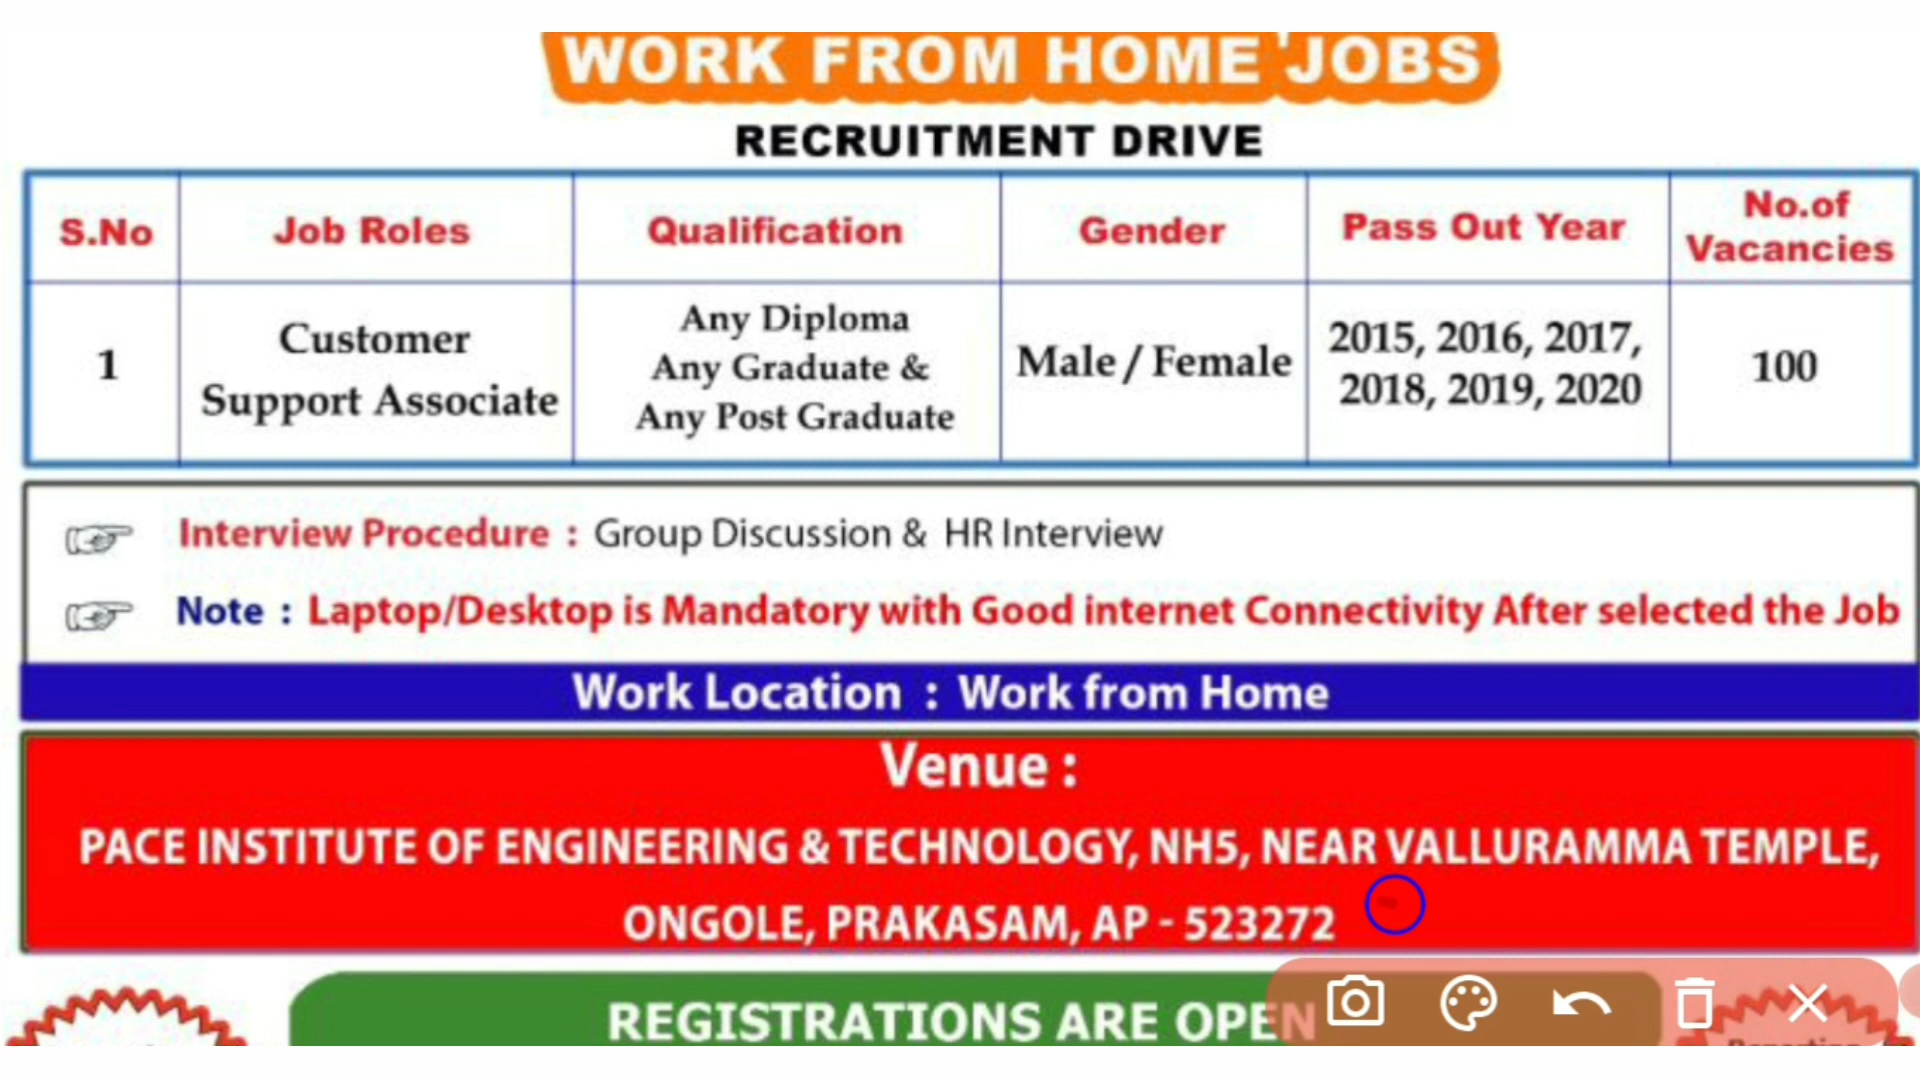 WORK FROM HOME JOBS
RECRUITMENT DRIVE
S.No
Job Roles
Qualification
Gender
Pass Out Year
No.of
Vacancies
1
Customer
Support Associate
Any Diploma
Any Graduate &
Any Post Graduate
Male / Female
2015, 2016, 2017,
2018, 2019, 2020
100
Interview Procedure : Group Discussion & HR Interview
Note : Laptop/Desktop is Mandatory with Good internet Connectivity After selected the Job
Work Location : Work from Home
Venue :
PACE INSTITUTE OF ENGINEERING & TECHNOLOGY, NH5, NEAR VALLURAMMA TEMPLE,
ONGOLE, PRAKASAM, AP - 523272
REGISTRATIONS ARE OPEN